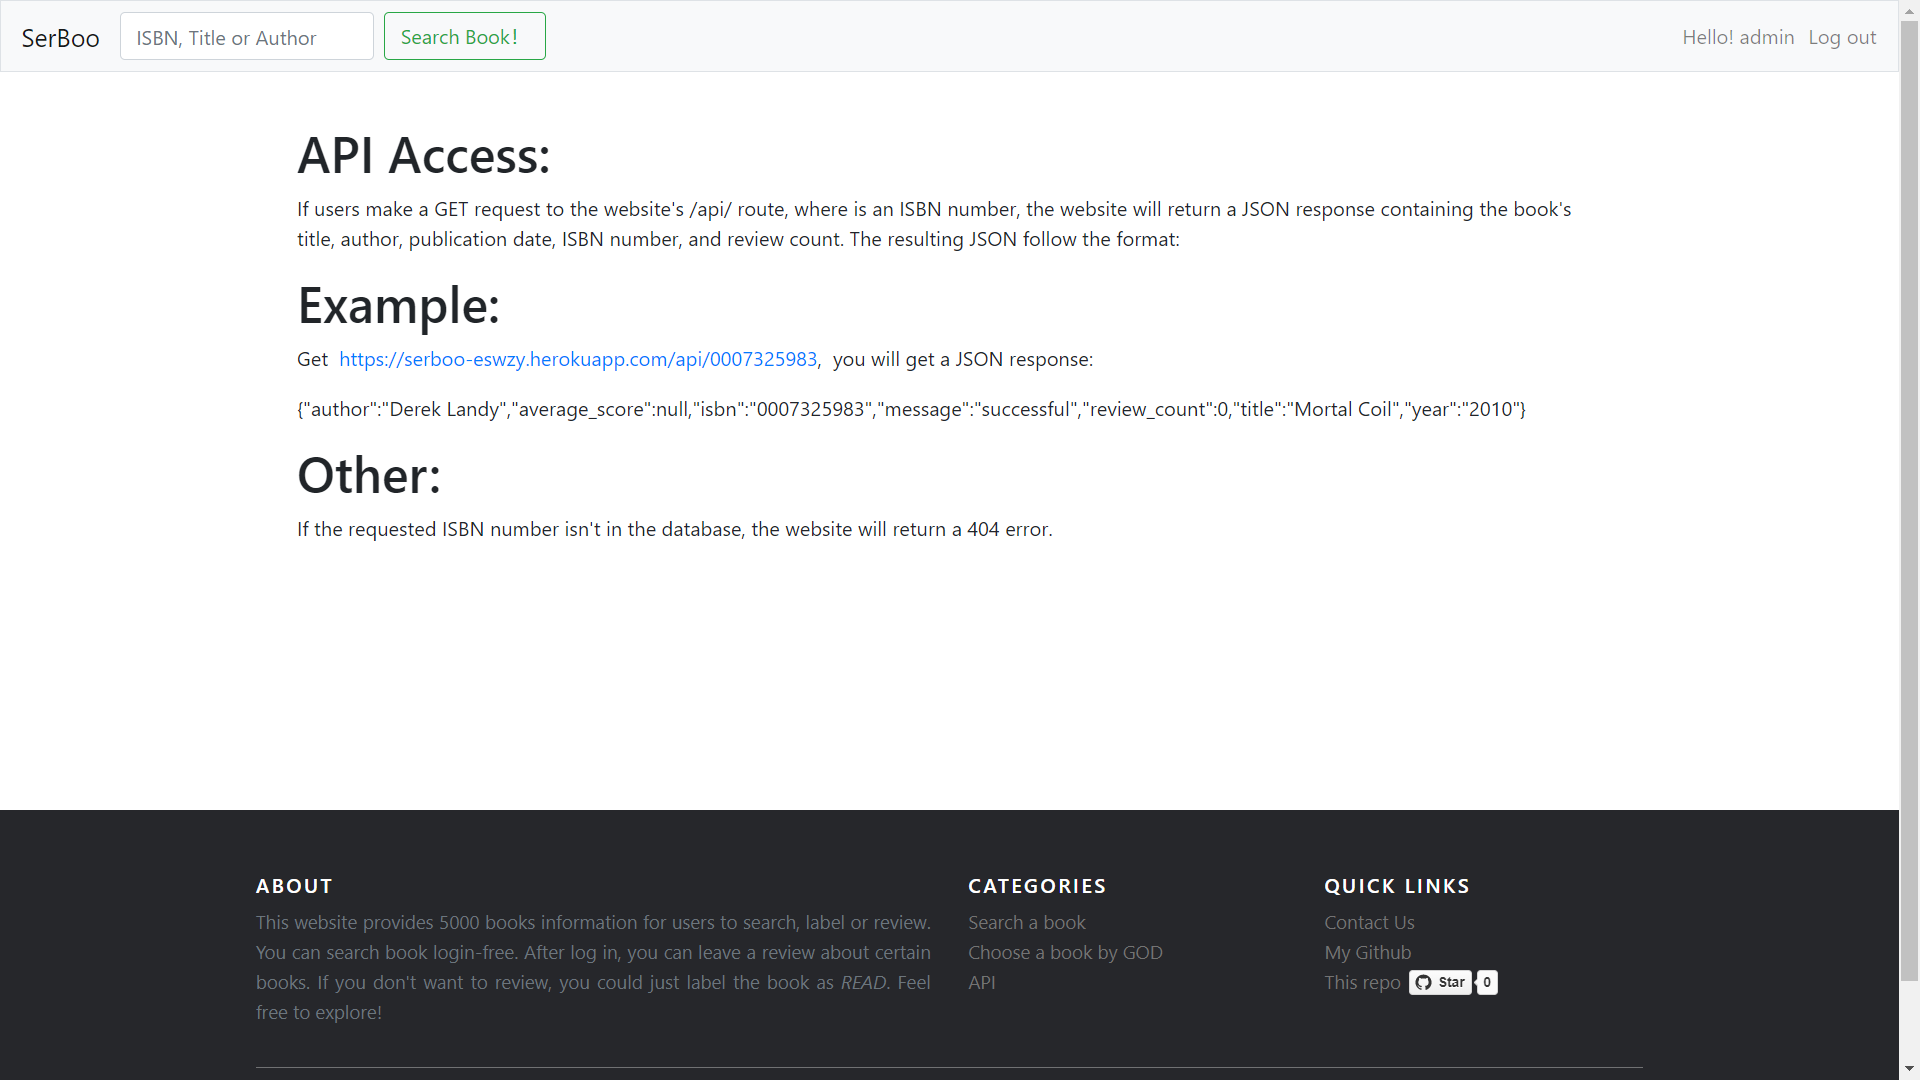 SerBoo
ISBN, Title or Author
Search Book!
Hello! admin
Log out
API Access:
If users make a GET request to the website's /api/ route, where is an ISBN number, the website will return a JSON response containing the book's
title, author, publication date, ISBN number, and review count. The resulting JSON follow the format:
Example:
Get https://serboo-eswzy.herokuapp.com/api/0007325983, you will get a JSON response:
{"author":"Derek Landy","average_score":null,"isbn":"0007325983","message":"successful","review_count":0,"title":"Mortal Coil","year":"2010"}
Other:
If the requested ISBN number isn't in the database, the website will return a 404 error.
ABOUT
This website provides 5000 books information for users to search, label or review.
You can search book login-free. After log in, you can leave a review about certain
books. If you don't want to review, you could just label the book as READ. Feel
free to explore!
CATEGORIES
Search a book
Choose a book by GOD
API
QUICK LINKS
Contact Us
My Github
This repo Star 0